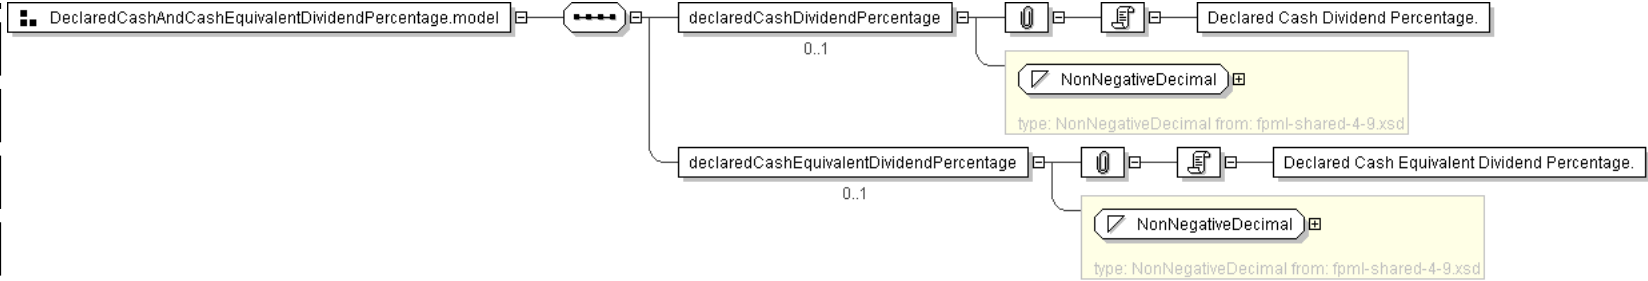 DeclaredCashAndCashEquivalentDividendPercentage.model
declaredCashDividendPercentage
Declared Cash Dividend Percentage.
0..1
NonNegativeDecimal
type: NonNegativeDecimal from: fpml-shared-4-9.xsd
declaredCashEquivalentDividendPercentage
Declared Cash Equivalent Dividend Percentage.
0..1
NonNegativeDecimal
type: NonNegativeDecimal from: fpml-shared-4-9.xsd